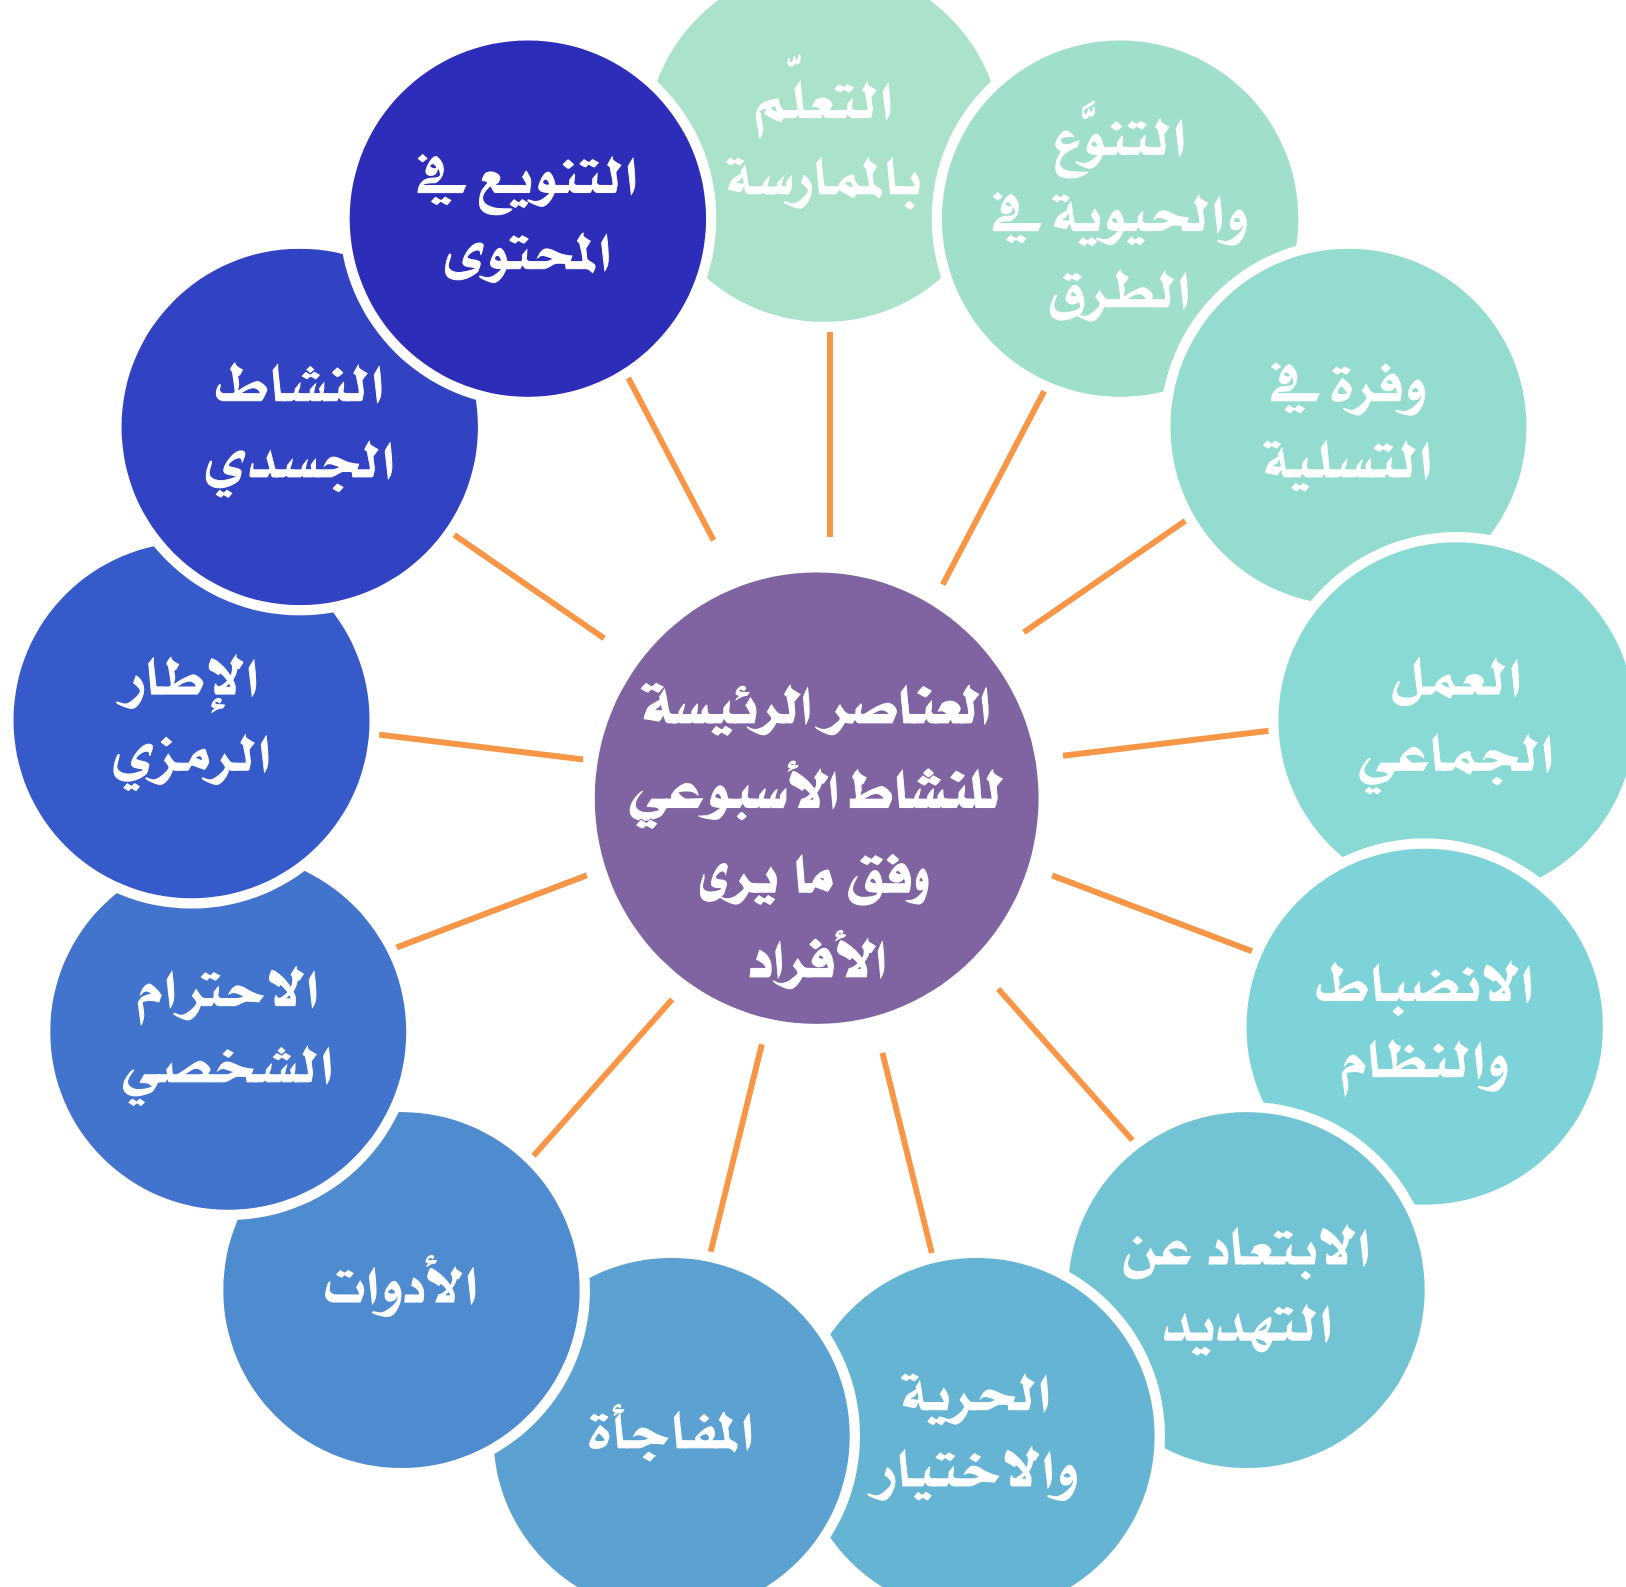 التعلّم
بالممارسة
التنوَّع
والحيوية في
الطرق
وفرة في
التسلية
العمل
الجماعي
الانضباط
والنظام
الابتعاد عن
التهديد
الحرية
والاختيار
المفاجأة
الأدوات
الاحترام
الشخصي
الإطار
الرمزي
النشاط
الجسدي
التنويع في
المحتوى
العناصر الرئيسة
للنشاط الأسبوعي
وفق ما يرى
الأفراد